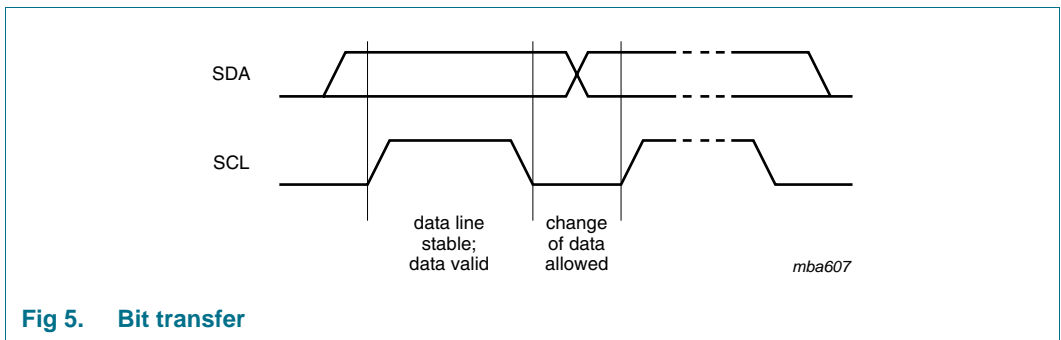 SDA
SCL
data line
stable;
data valid
change
of data
allowed
mba607
Fig 5. Bit transfer